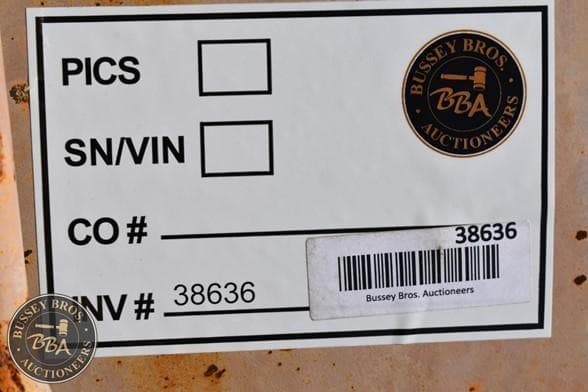 PICS
BUSSEY BROS.
BBA
AUCTIONEERS
SN/VIN
CO #
38636
Bussey Bros. Auctioneers
INV # 38636
BUSSEY BROS.
BBA
AUCTIONEERS